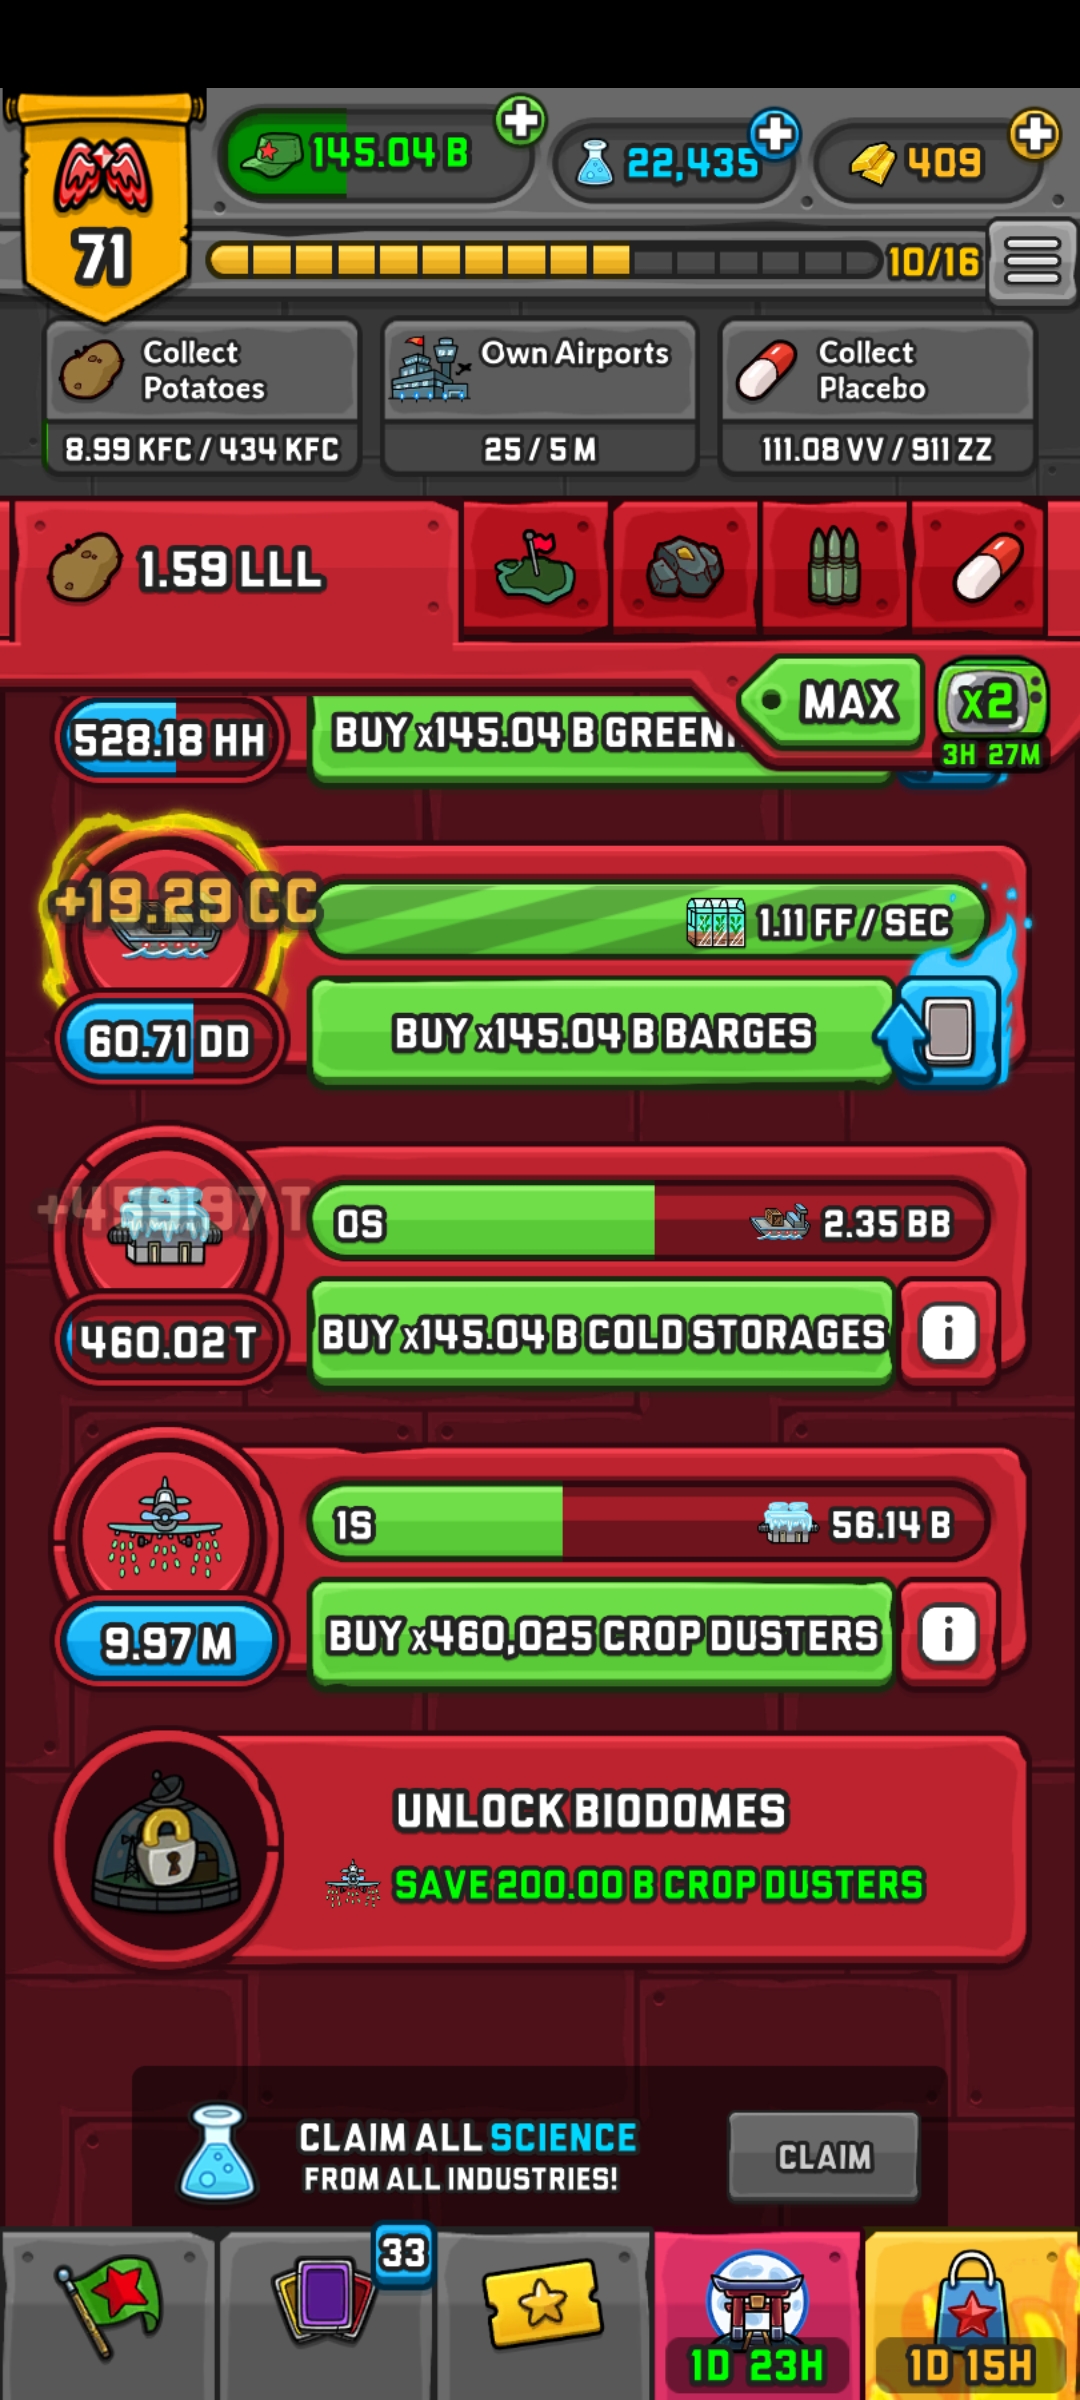 71
145.04 B
22,435
409
10/16
Collect
Potatoes
8.99 KFC / 434 KFC
Own Airports
25 / 5 M
Collect
Placebo
111.08 VV / 911 ZZ
1.59 LLL
MAX
x2
3H 27M
528.18 HH
BUY x145.04 B GREEN
+19.29 CC
1.11 FF / SEC
60.71 DD
BUY x145.04 B BARGES
0S
2.35 BB
460.02 T
BUY x145.04 B COLD STORAGES
i
1S
56.14 B
9.97 M
BUY x460,025 CROP DUSTERS
i
UNLOCK BIODOMES
SAVE 200.00 B CROP DUSTERS
CLAIM ALL SCIENCE
FROM ALL INDUSTRIES!
CLAIM
33
1D 23H
1D 15H